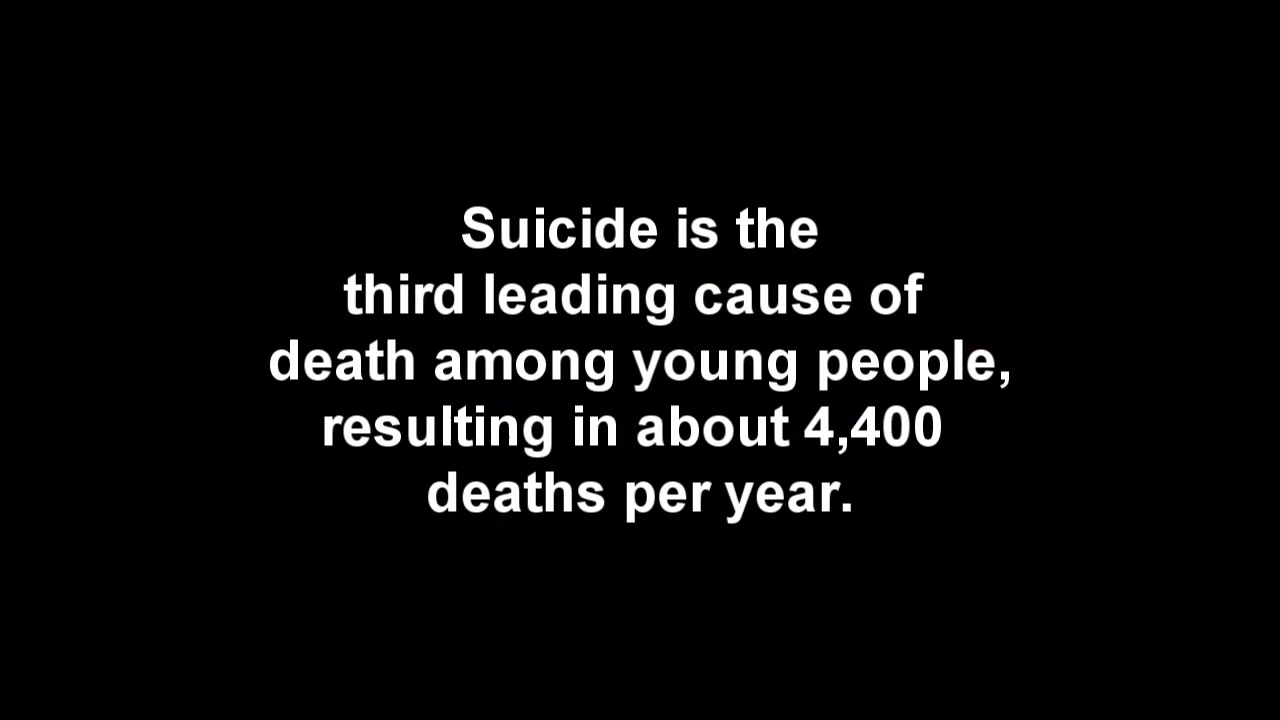 Suicide is the
third leading cause of
death among young people,
resulting in about 4,400
deaths per year.